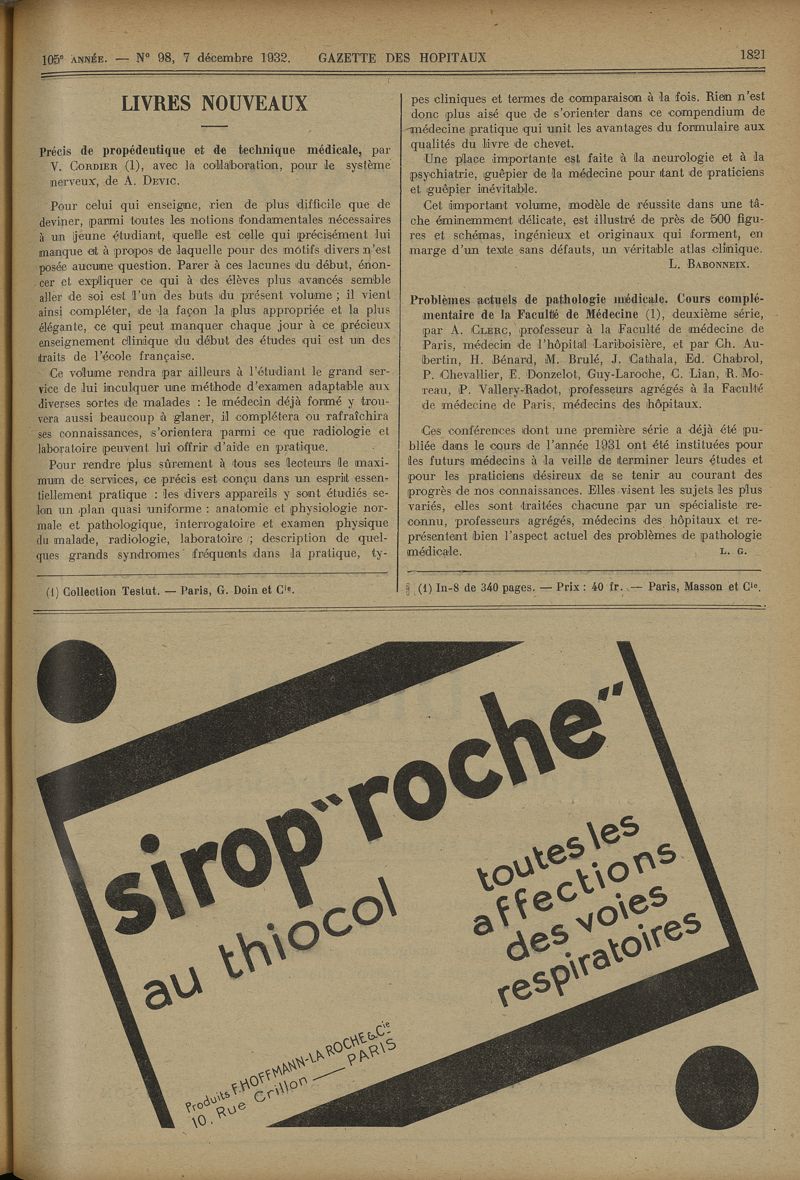 105e ANNÉE. — N° 98, 7 décembre 1932. GAZETTE DES HOPITAUX 1821
LIVRES NOUVEAUX
Précis de propédeutique et de technique médicale, par
V. CORDIER (1), avec la collaboration, pour le système
nerveux, de A. DEVIC.
Pour celui qui enseigne, rien de plus difficile que de
deviner, parmi toutes les notions fondamentales nécessaires
à un jeune étudiant, quelle est celle qui précisément lui
manque et à propos de laquelle pour des motifs divers n'est
posée aucune question. Parer à ces lacunes du début, énon-
cer et expliquer ce qui à des élèves plus avancés semble
aller de soi est l'un des buts du présent volume ; il vient
ainsi compléter, de la façon la plus appropriée et la plus
élégante, ce qui peut manquer chaque jour à ce précieux
enseignement clinique du début des études qui est un des
traits de l'école française.
Ce volume rendra par ailleurs à l'étudiant le grand ser-
vice de lui inculquer une méthode d'examen adaptable aux
diverses sortes de malades : le médecin déjà formé y trou-
vera aussi beaucoup à glaner, il complétera ou rafraîchira
ses connaissances, s'orientera parmi ce que radiologie et
laboratoire peuvent lui offrir d'aide en pratique.
Pour rendre plus sûrement à tous ses lecteurs le maxi-
mum de services, ce précis est conçu dans un esprit essen-
tiellement pratique : les divers appareils y sont étudiés se-
lon un plan quasi uniforme : anatomie et physiologie nor-
male et pathologique, interrogatoire et examen physique
du malade, radiologie, laboratoire ; description de quel-
ques grands syndromes fréquents dans la pratique, ty-
(1) Collection Testut. — Paris, G. Doin et Cie.
pes cliniques et termes de comparaison à la fois. Rien n'est
donc plus aisé que de s'orienter dans ce compendium de
médecine pratique qui unit les avantages du formulaire aux
qualités du livre de chevet.
Une place importante est faite à la neurologie et à la
psychiatrie, guêpier de la médecine pour tant de praticiens
et guêpier inévitable.
Cet important volume, modèle de réussite dans une tâ-
che éminemment délicate, est illustré de près de 500 figu-
res et schémas, ingénieux et originaux qui forment, en
marge d'un texte sans défauts, un véritable atlas clinique.
L. BABONNEIX.
Problèmes actuels de pathologie médicale. Cours complé-
mentaire de la Faculté de Médecine (1), deuxième série,
par A. CLERC, professeur à la Faculté de médecine de
Paris, médecin de l'hôpital Lariboisière, et par Ch. Au-
bertin, H. Bénard, M. Brulé, J. Cathala, Ed. Chabrol,
P. Chevallier, E. Donzelot, Guy-Laroche, C. Lian, R. Mo-
reau, P. Vallery-Radot, professeurs agrégés à la Faculté
de médecine de Paris, médecins des hôpitaux.
Ces conférences dont une première série a déjà été pu-
bliée dans le cours de l'année 1931 ont été instituées pour
les futurs médecins à la veille de terminer leurs études et
pour les praticiens désireux de se tenir au courant des
progrès de nos connaissances. Elles visent les sujets les plus
variés, elles sont traitées chacune par un spécialiste re-
connu, professeurs agrégés, médecins des hôpitaux et re-
présentent bien l'aspect actuel des problèmes de pathologie
médicale. L. G.
(1) In-8 de 340 pages. — Prix : 40 fr. — Paris, Masson et Cie.
sirop "roche"
au thiocol
toutes les
affections
des voies
respiratoires
Produits F. HOFFMANN-LA ROCHE & Cie
10, Rue Crillon — PARIS